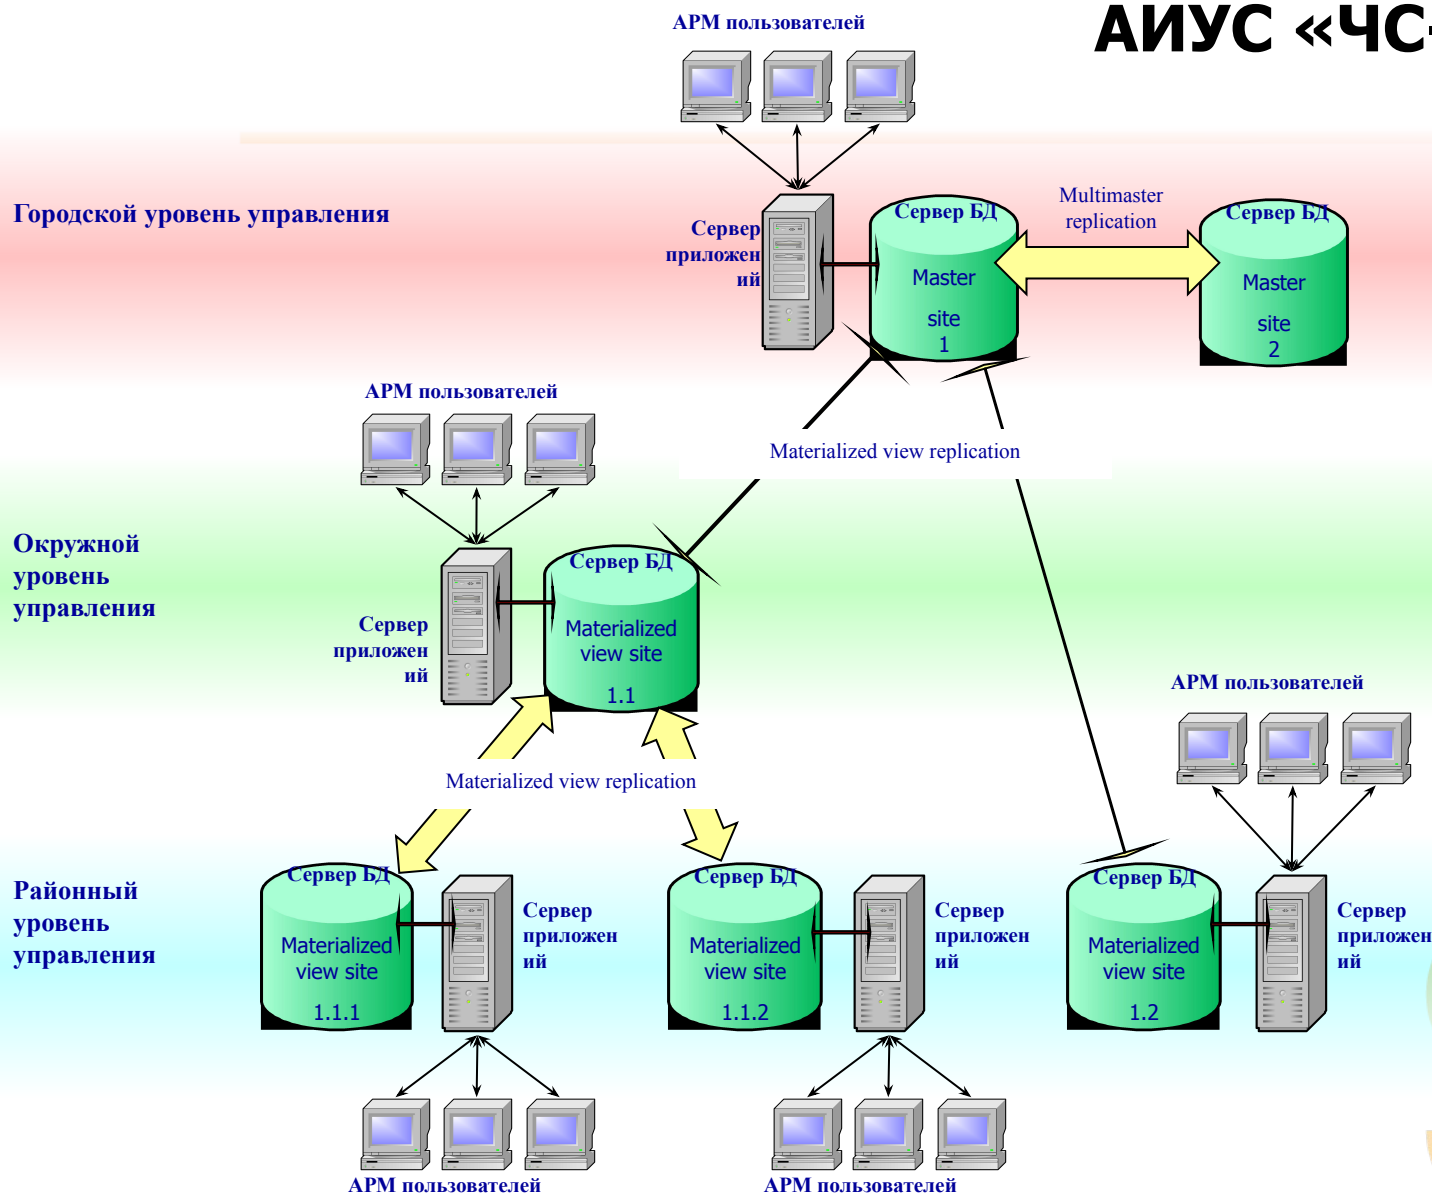 АИУС «ЧС-
АРМ пользователей
Городской уровень управления
Сервер
приложен
ий
Сервер БД
Master
site
1
Multimaster
replication
Сервер БД
Master
site
2
АРМ пользователей
Materialized view replication
Окружной
уровень
управления
Сервер
приложен
ий
Сервер БД
Materialized
view site
1.1
АРМ пользователей
Materialized view replication
Районный
уровень
управления
Сервер БД
Materialized
view site
1.1.1
Сервер
приложен
ий
Сервер БД
Materialized
view site
1.1.2
Сервер
приложен
ий
Сервер БД
Materialized
view site
1.2
Сервер
приложен
ий
АРМ пользователей
АРМ пользователей